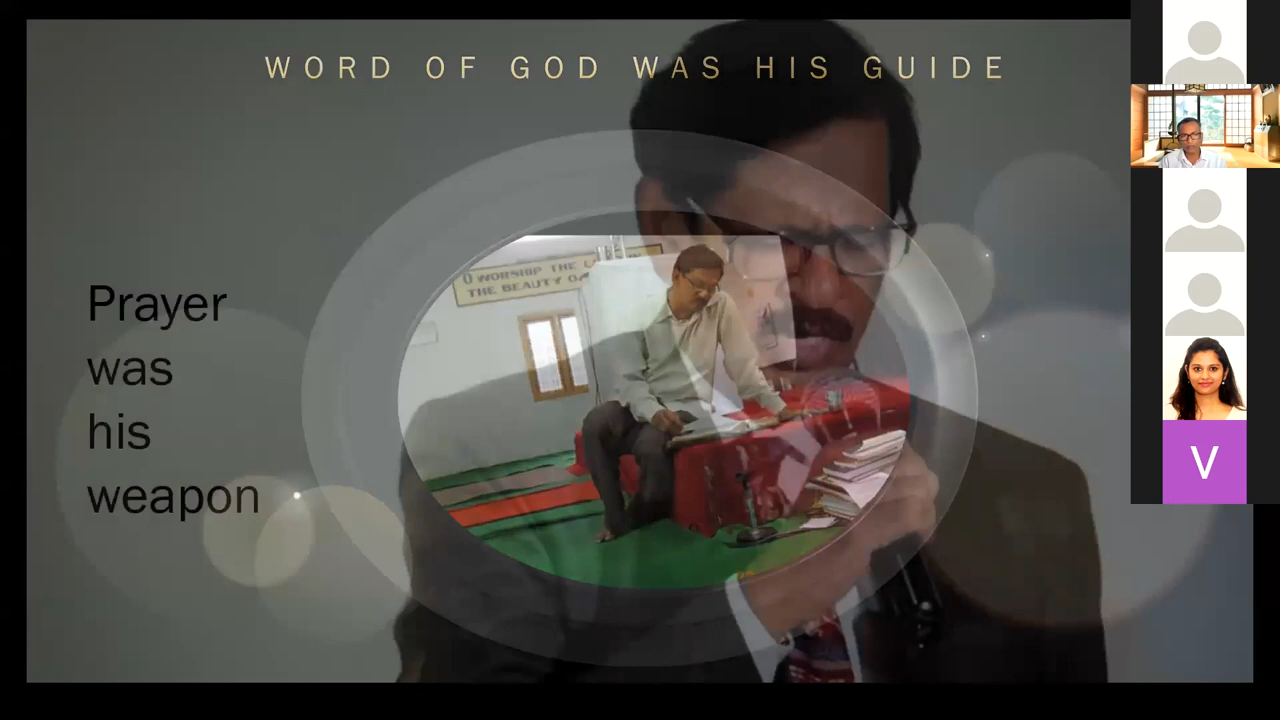 WORD OF GOD WAS HIS GUIDE
O WORSHIP THE
THE BEAUTY
Prayer
was
his
weapon
V